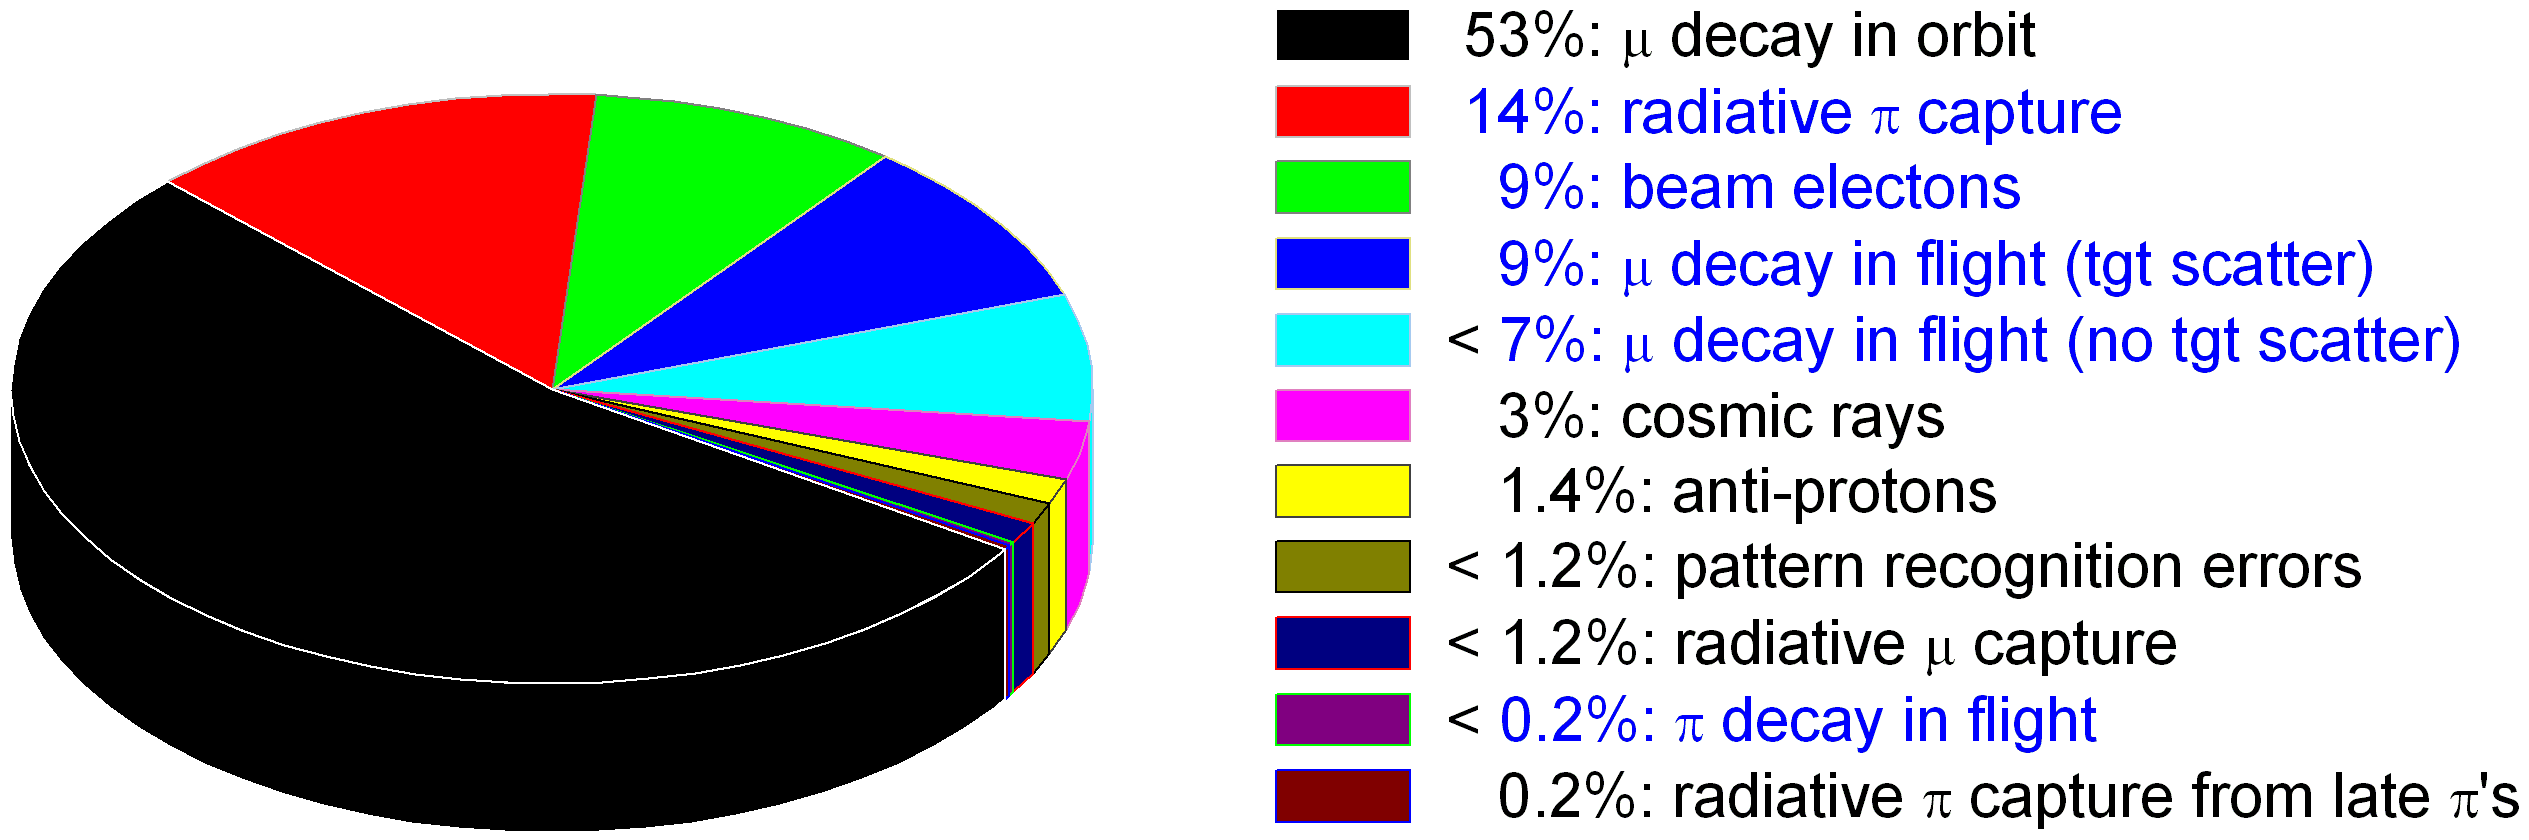 53%: μ decay in orbit
14%: radiative π capture
9%: beam electons
9%: μ decay in flight (tgt scatter)
< 7%: μ decay in flight (no tgt scatter)
3%: cosmic rays
1.4%: anti-protons
< 1.2%: pattern recognition errors
< 1.2%: radiative μ capture
< 0.2%: π decay in flight
0.2%: radiative π capture from late π's